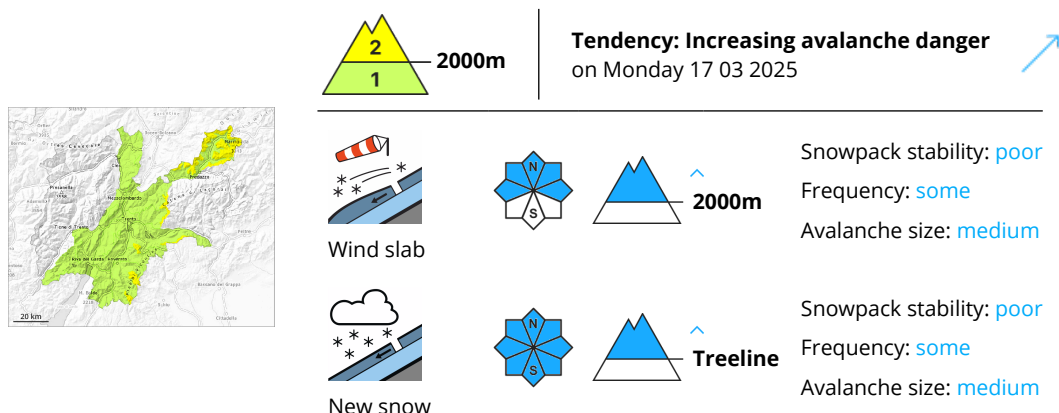 2
1
2000m
Tendency: Increasing avalanche danger
on Monday 17 03 2025
Trento
Riva del Garda
Rovereto
20 km
Wind slab
N
S
2000m
Snowpack stability: poor
Frequency: some
Avalanche size: medium
New snow
N
S
Treeline
Snowpack stability: poor
Frequency: some
Avalanche size: medium